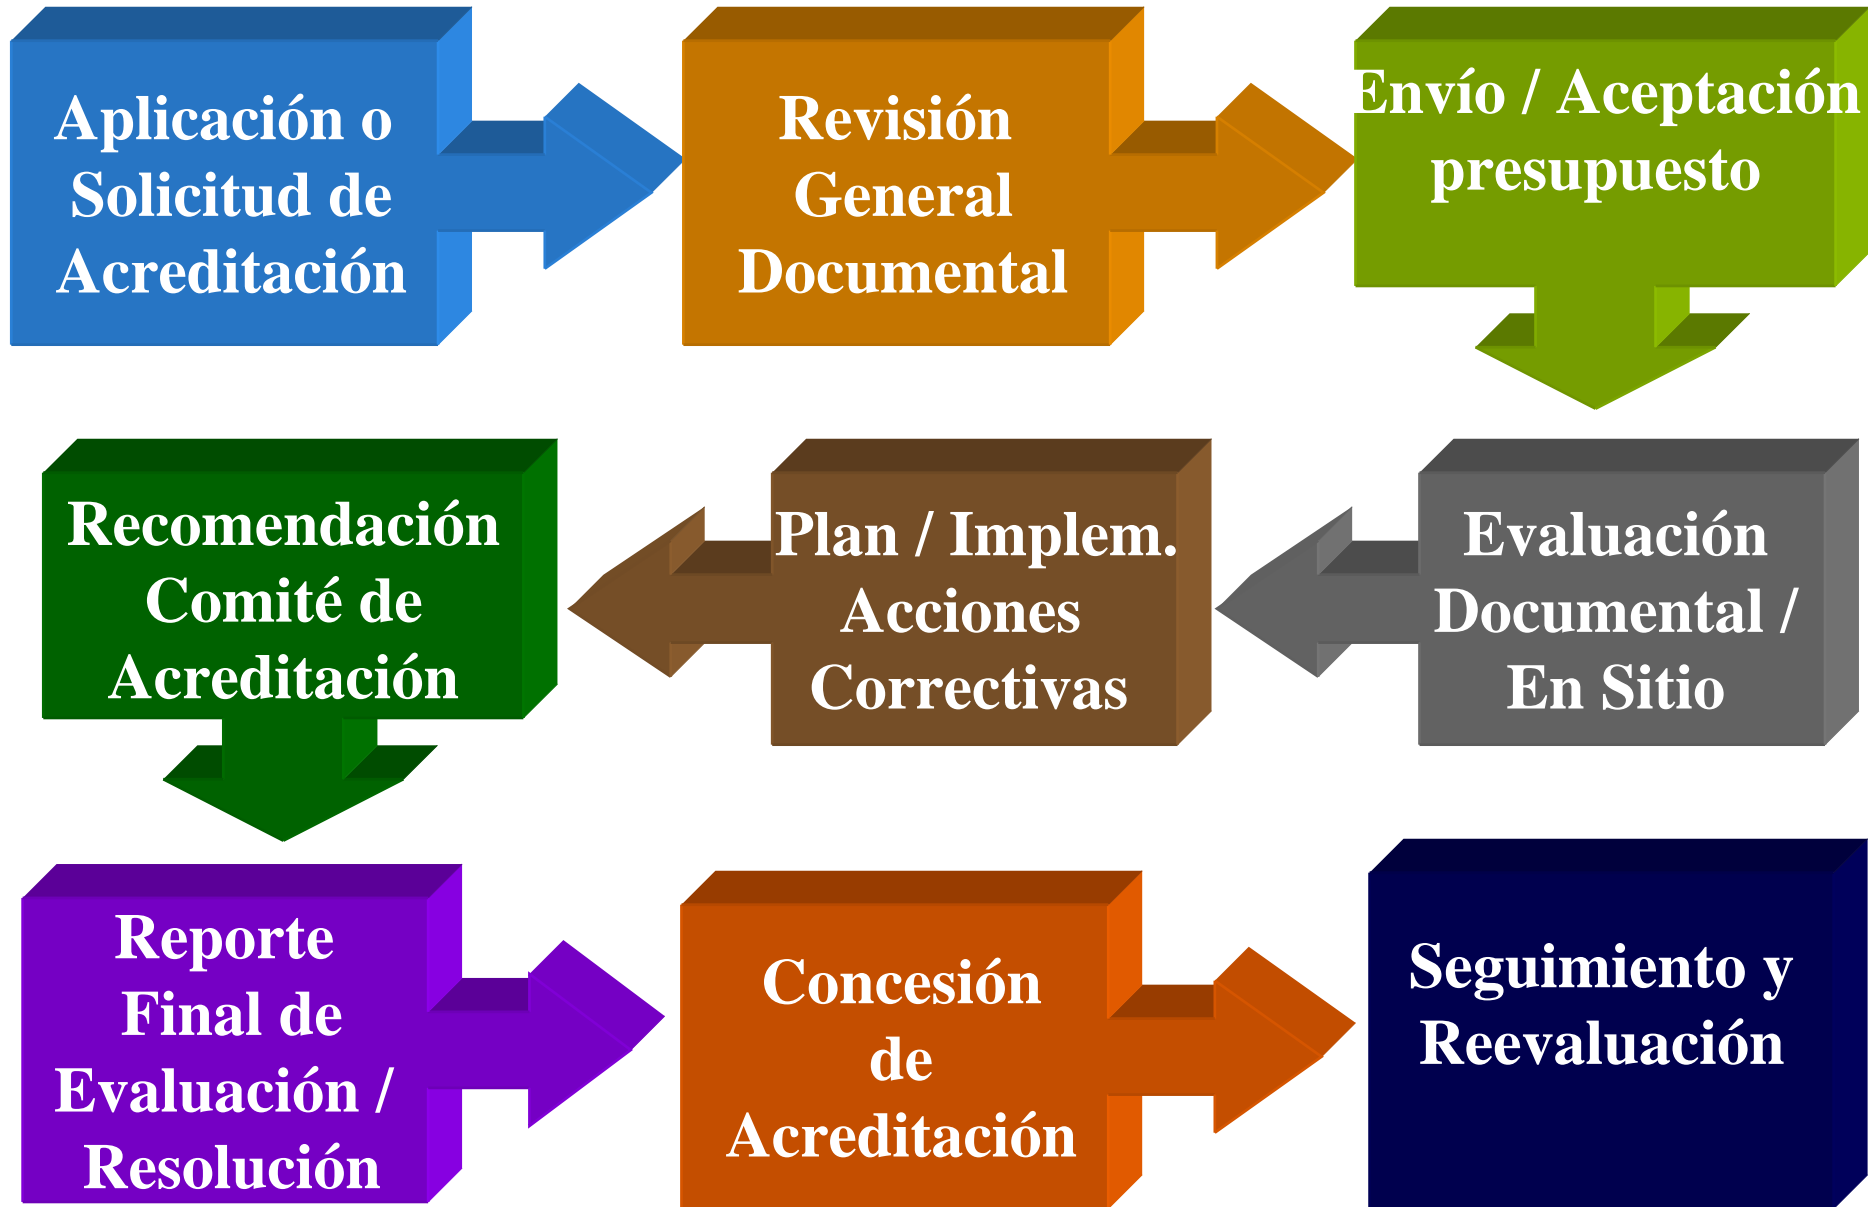 Aplicación o
Solicitud de
Acreditación
Revisión
General
Documental
Envío / Aceptación
presupuesto
Evaluación
Documental /
En Sitio
Plan / Implem.
Acciones
Correctivas
Recomendación
Comité de
Acreditación
Reporte
Final de
Evaluación /
Resolución
Concesión
de
Acreditación
Seguimiento y
Reevaluación